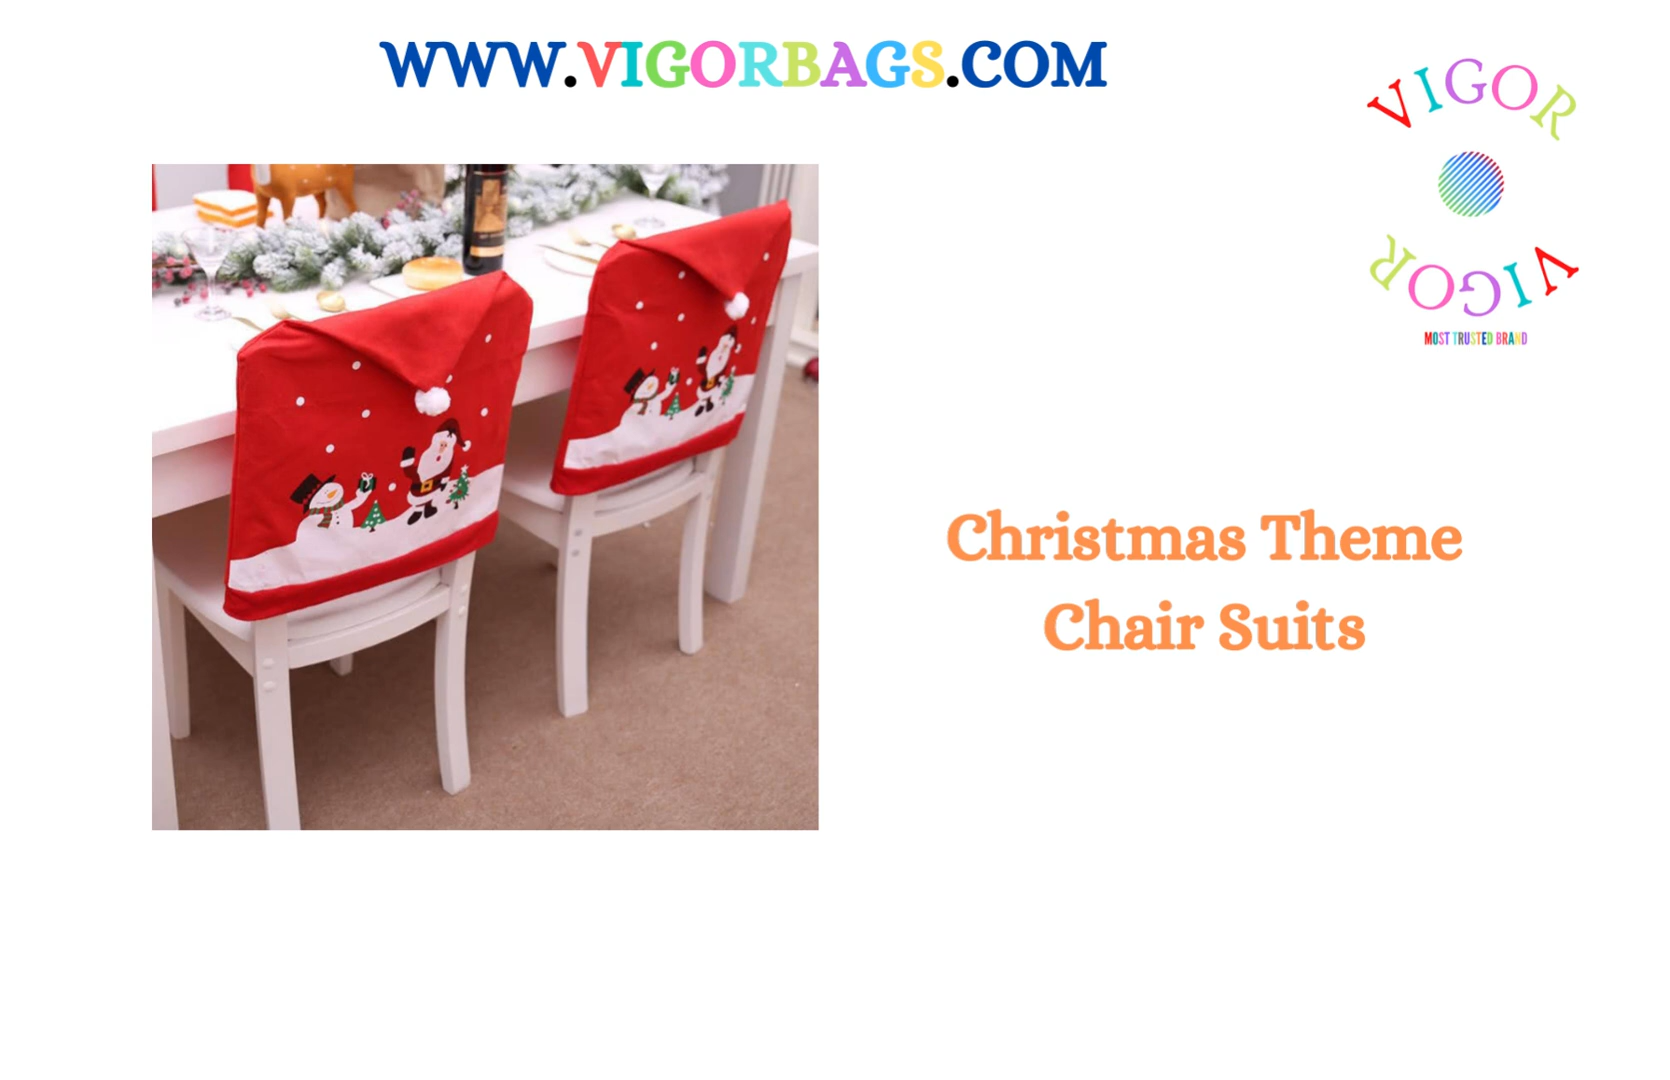 WWW.VIGORBAGS.COM
VIGOR
VIGOR
MOST TRUSTED BRAND
Christmas Theme
Chair Suits